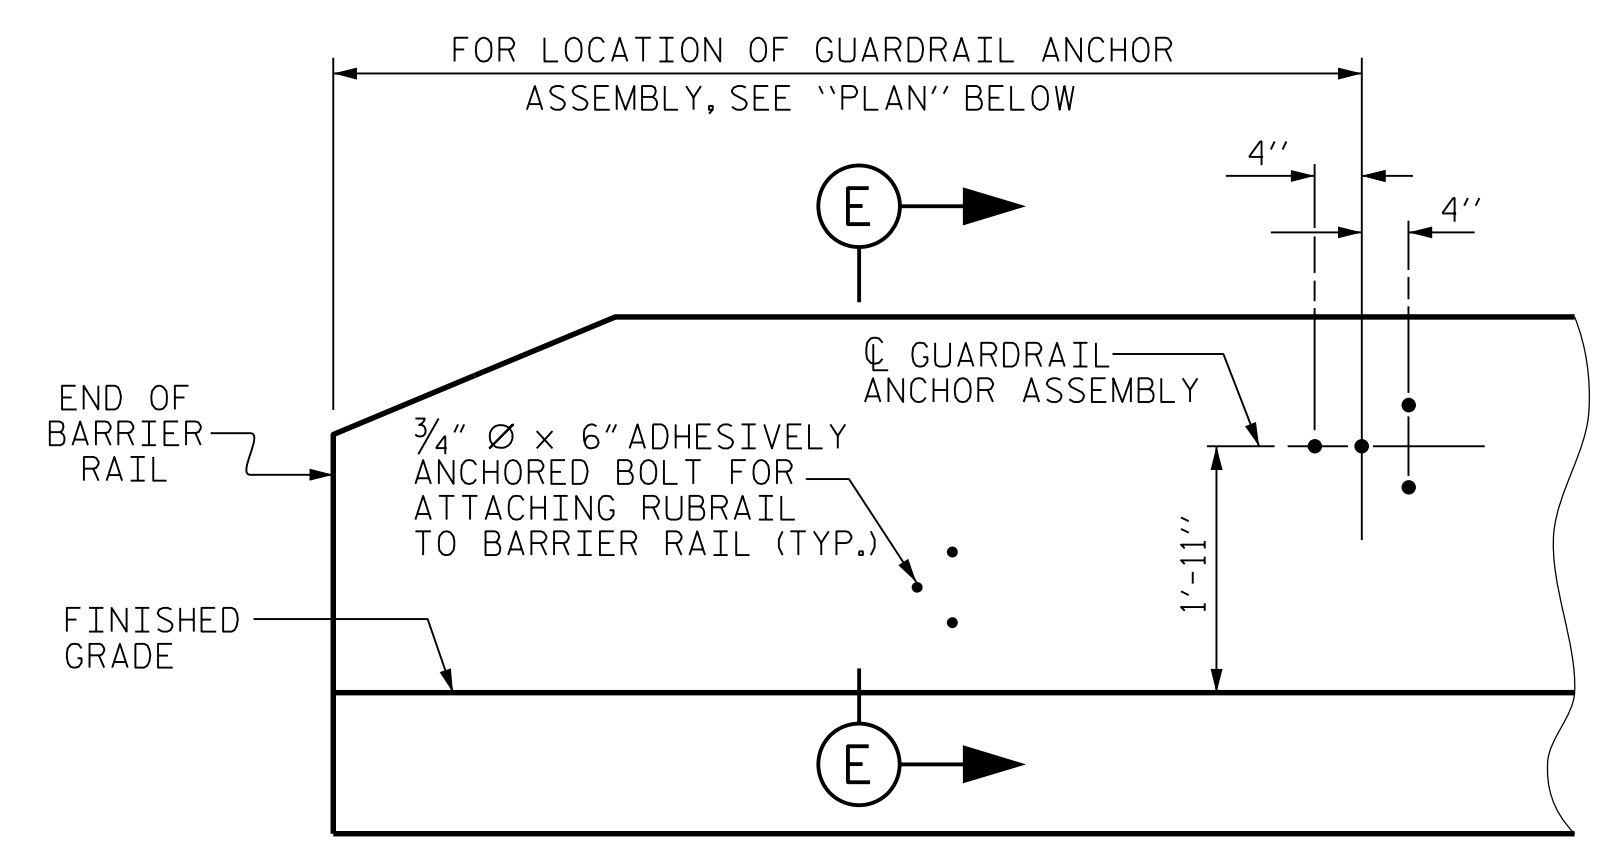 FOR LOCATION OF GUARDRAIL ANCHOR
ASSEMBLY, SEE "PLAN" BELOW
4"
4"
E
℄ GUARDRAIL
ANCHOR ASSEMBLY
END OF
BARRIER
RAIL
3/4" Ø x 6" ADHESIVELY
ANCHORED BOLT FOR
ATTACHING RUBRAIL
TO BARRIER RAIL (TYP.)
1'-11"
FINISHED
GRADE
E